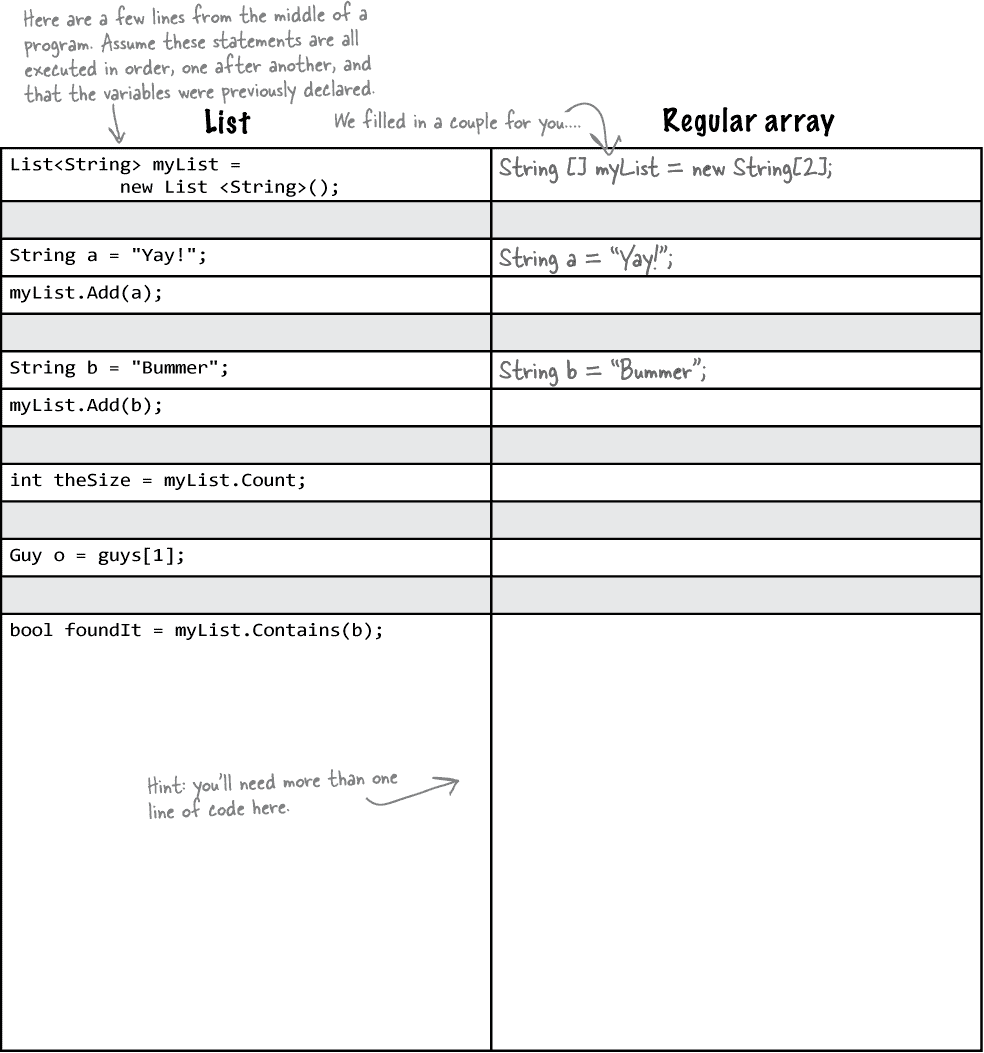 Here are a few lines from the middle of a
program. Assume these statements are all
executed in order, one after another, and
that the variables were previously declared.
List
We filled in a couple for you....
Regular array
List<String> myList =
new List <String>();
String [] myList = new String[2];
String a = "Yay!";
String a = “Yay!”;
myList.Add(a);
String b = "Bummer";
String b = “Bummer”;
myList.Add(b);
int theSize = myList.Count;
Guy o = guys[1];
bool foundIt = myList.Contains(b);
Hint: you'll need more than one
line of code here.